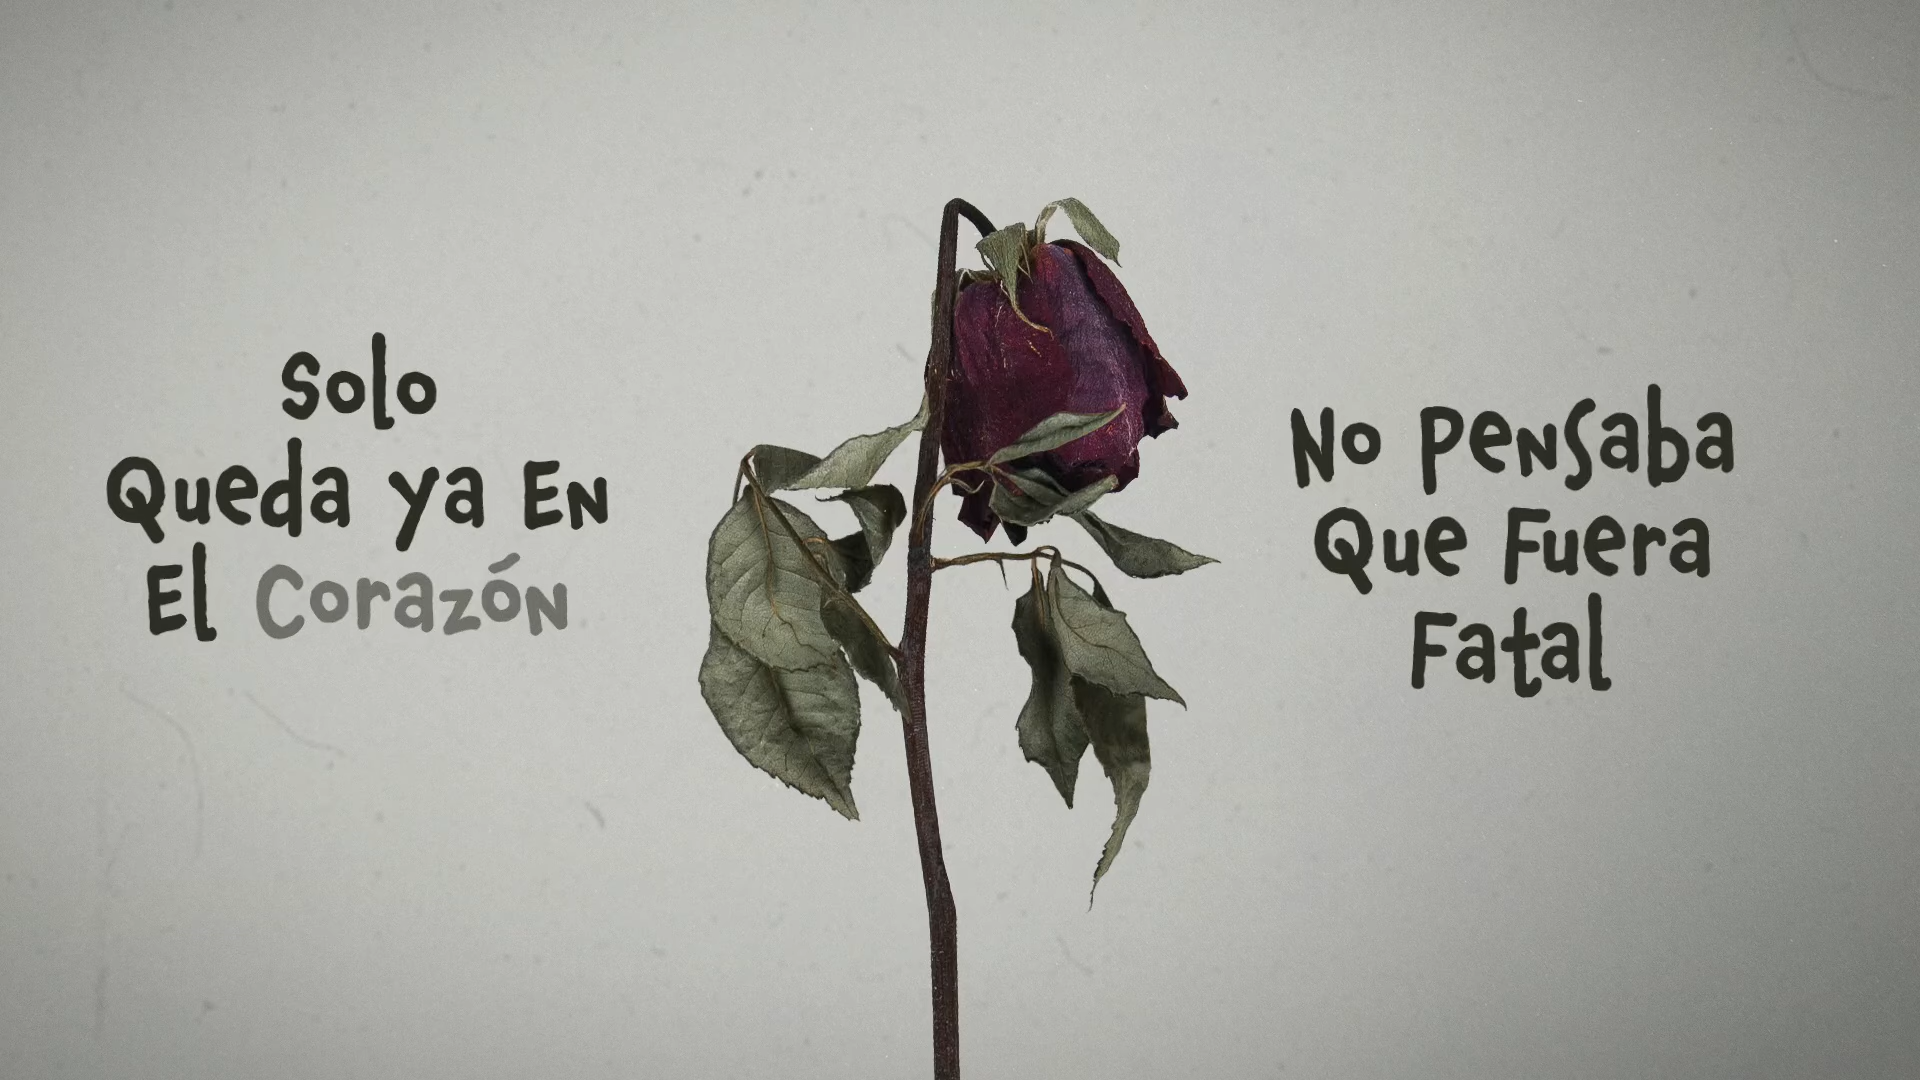 Solo
Queda ya En
El Corazón
No Pensaba
Que Fuera
Fatal